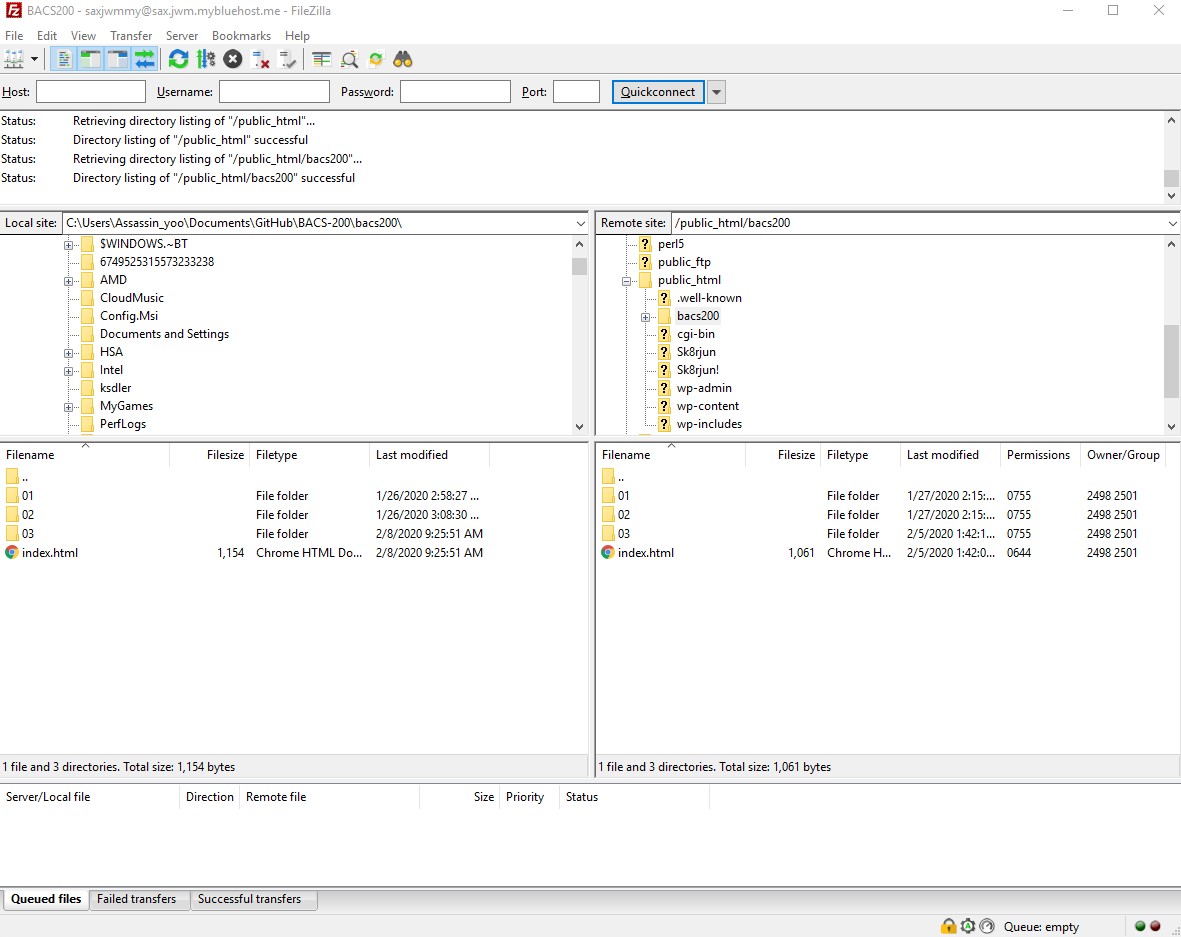 BACS200 - saxjwmmy@sax.jwm.mybluehost.me - FileZilla
File Edit View Transfer Server Bookmarks Help
Host: Username: Password: Port: Quickconnect
Status: Retrieving directory listing of "/public_html"...
Status: Directory listing of "/public_html" successful
Status: Retrieving directory listing of "/public_html/bacs200"...
Status: Directory listing of "/public_html/bacs200" successful
Local site: C:\Users\Assassin_yoo\Documents\GitHub\BACS-200\bacs200\
$WINDOWS.~BT
6749525315573233238
AMD
CloudMusic
Config.Msi
Documents and Settings
HSA
Intel
ksdler
MyGames
PerfLogs
Remote site: /public_html/bacs200
? perl5
? public_ftp
public_html
? .well-known
bacs200
? cgi-bin
? Sk8rjun
? Sk8rjun!
? wp-admin
? wp-content
? wp-includes
Filename Filesize Filetype Last modified
..
01 File folder 1/26/2020 2:58:27 ...
02 File folder 1/26/2020 3:08:30 ...
03 File folder 2/8/2020 9:25:51 AM
index.html 1,154 Chrome HTML Do... 2/8/2020 9:25:51 AM
1 file and 3 directories. Total size: 1,154 bytes
Filename Filesize Filetype Last modified Permissions Owner/Group
..
01 File folder 1/27/2020 2:15:... 0755 2498 2501
02 File folder 1/27/2020 2:15:... 0755 2498 2501
03 File folder 2/5/2020 1:42:1... 0755 2498 2501
index.html 1,061 Chrome H... 2/5/2020 1:42:0... 0644 2498 2501
1 file and 3 directories. Total size: 1,061 bytes
Server/Local file Direction Remote file Size Priority Status
Queued files Failed transfers Successful transfers
Queue: empty